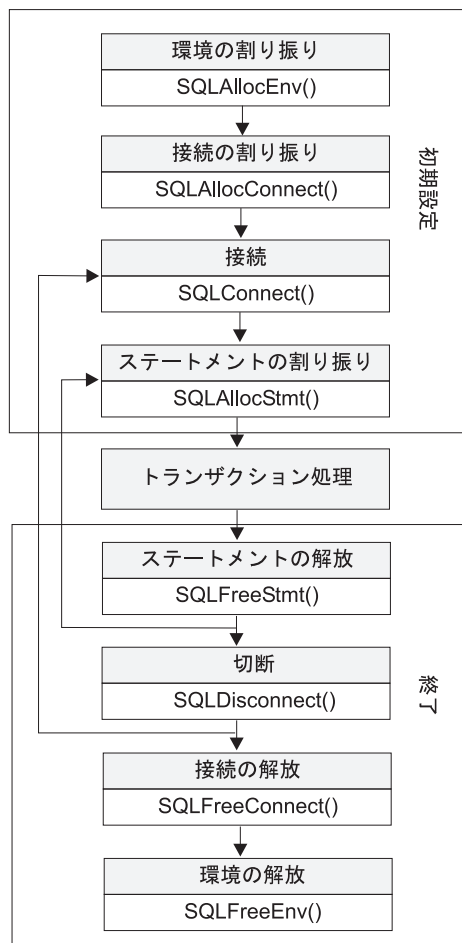 環境の割り振り
SQLAllocEnv()
接続の割り振り
SQLAllocConnect()
初期設定
接続
SQLConnect()
ステートメントの割り振り
SQLAllocStmt()
トランザクション処理
ステートメントの解放
SQLFreeStmt()
切断
SQLDisconnect()
終了
接続の解放
SQLFreeConnect()
環境の解放
SQLFreeEnv()